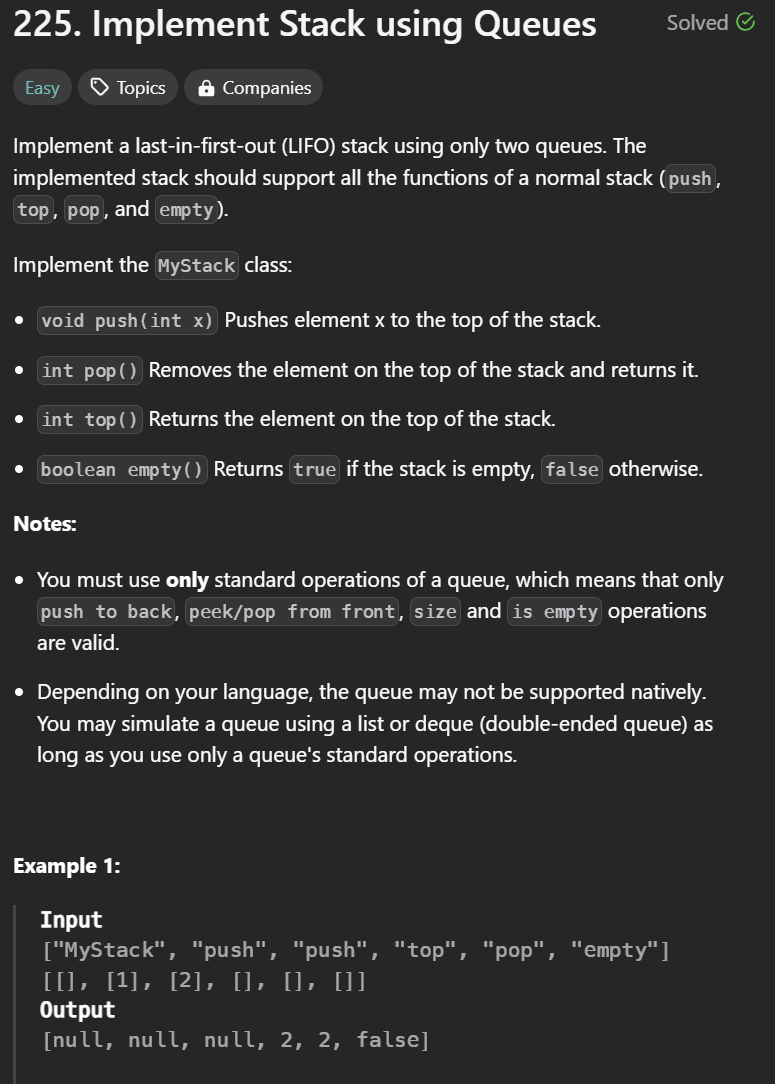 225. Implement Stack using Queues
Solved
Easy
Topics
Companies
Implement a last-in-first-out (LIFO) stack using only two queues. The
implemented stack should support all the functions of a normal stack (push,
top, pop, and empty).
Implement the MyStack class:
• void push(int x) Pushes element x to the top of the stack.
• int pop() Removes the element on the top of the stack and returns it.
• int top() Returns the element on the top of the stack.
• boolean empty() Returns true if the stack is empty, false otherwise.
Notes:
• You must use only standard operations of a queue, which means that only
push to back, peek/pop from front, size and is empty operations
are valid.
• Depending on your language, the queue may not be supported natively.
You may simulate a queue using a list or deque (double-ended queue) as
long as you use only a queue's standard operations.
Example 1:
Input
["MyStack", "push", "push", "top", "pop", "empty"]
[[], [1], [2], [], [], []]
Output
[null, null, null, 2, 2, false]